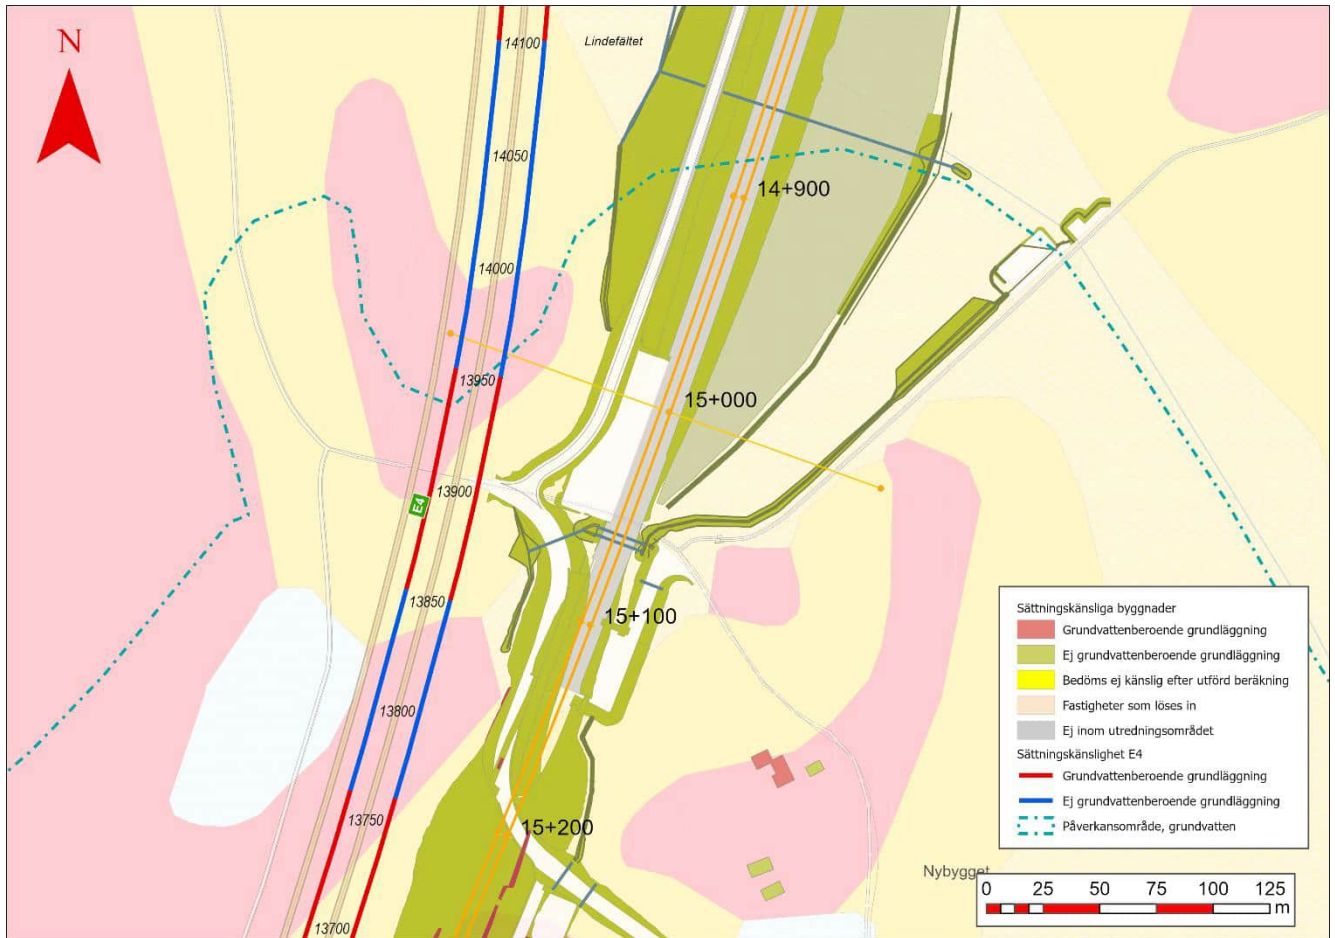 N
14100
Lindefältet
14050
14+900
14000
13950
15+000
13900
E4
13850
15+100
13800
13750
15+200
13700
Nybygget
Sättningskänsliga byggnader
Grundvattenberoende grundläggning
Ej grundvattenberoende grundläggning
Bedöms ej känslig efter utförd beräkning
Fastigheter som löses in
Ej inom utredningsområdet
Sättningskänslighet E4
Grundvattenberoende grundläggning
Ej grundvattenberoende grundläggning
Påverkansområde, grundvatten
0 25 50 75 100 125
m